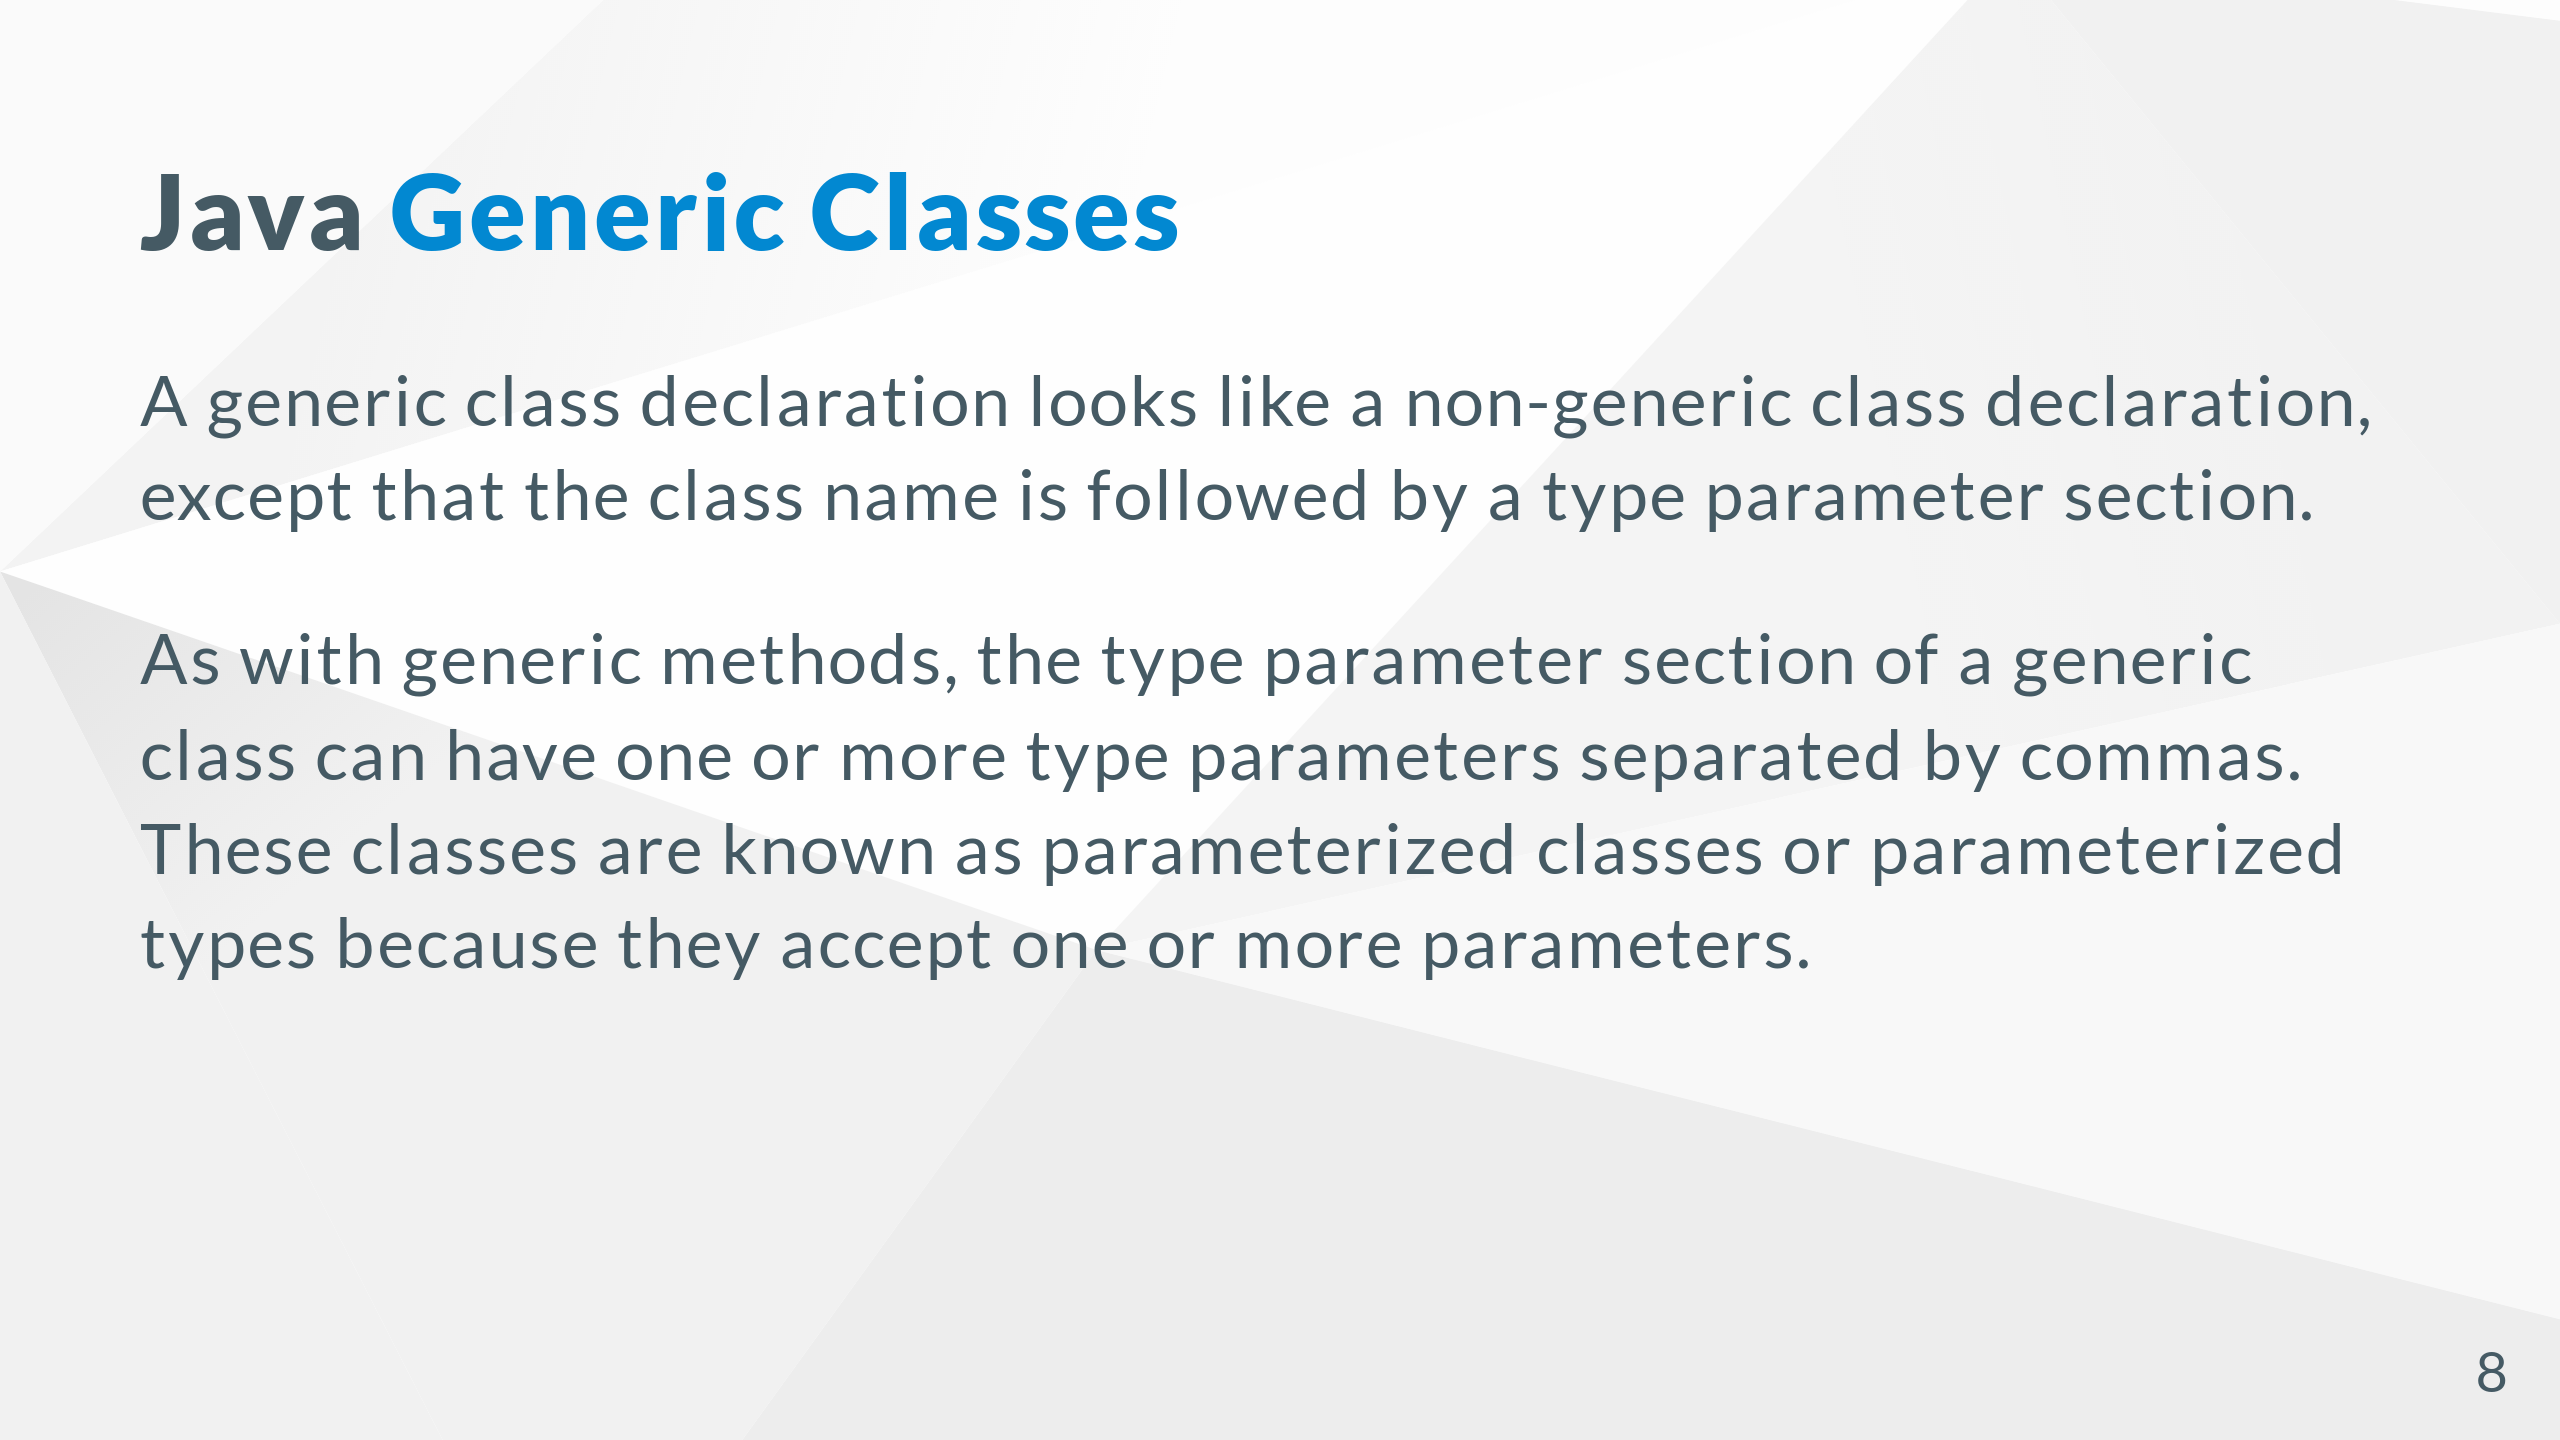 Java Generic Classes
A generic class declaration looks like a non-generic class declaration,
except that the class name is followed by a type parameter section.
As with generic methods, the type parameter section of a generic
class can have one or more type parameters separated by commas.
These classes are known as parameterized classes or parameterized
types because they accept one or more parameters.
8